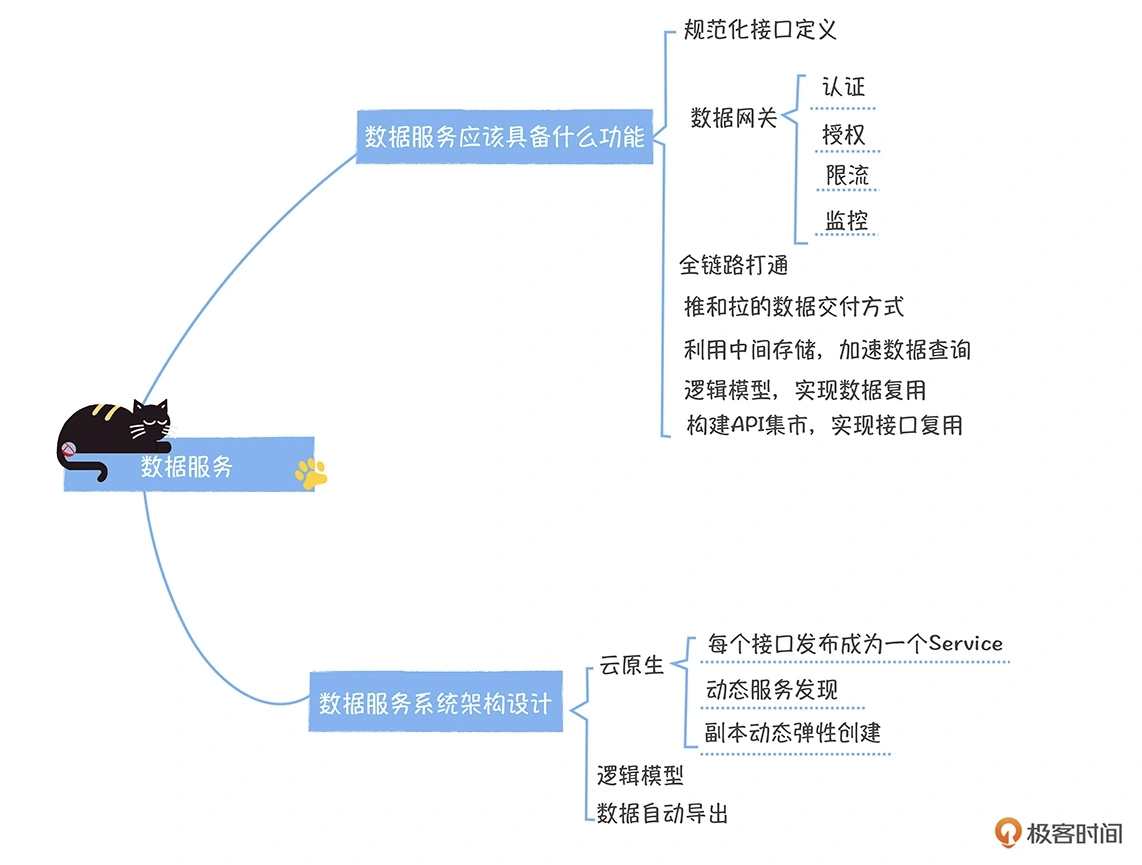 规范化接口定义
数据服务应该具备什么功能
数据网关
认证
授权
限流
监控
全链路打通
推和拉的数据交付方式
利用中间存储，加速数据查询
逻辑模型，实现数据复用
构建API集市，实现接口复用
数据服务
数据服务系统架构设计
云原生
每个接口发布成为一个Service
动态服务发现
副本动态弹性创建
逻辑模型
数据自动导出
极客时间